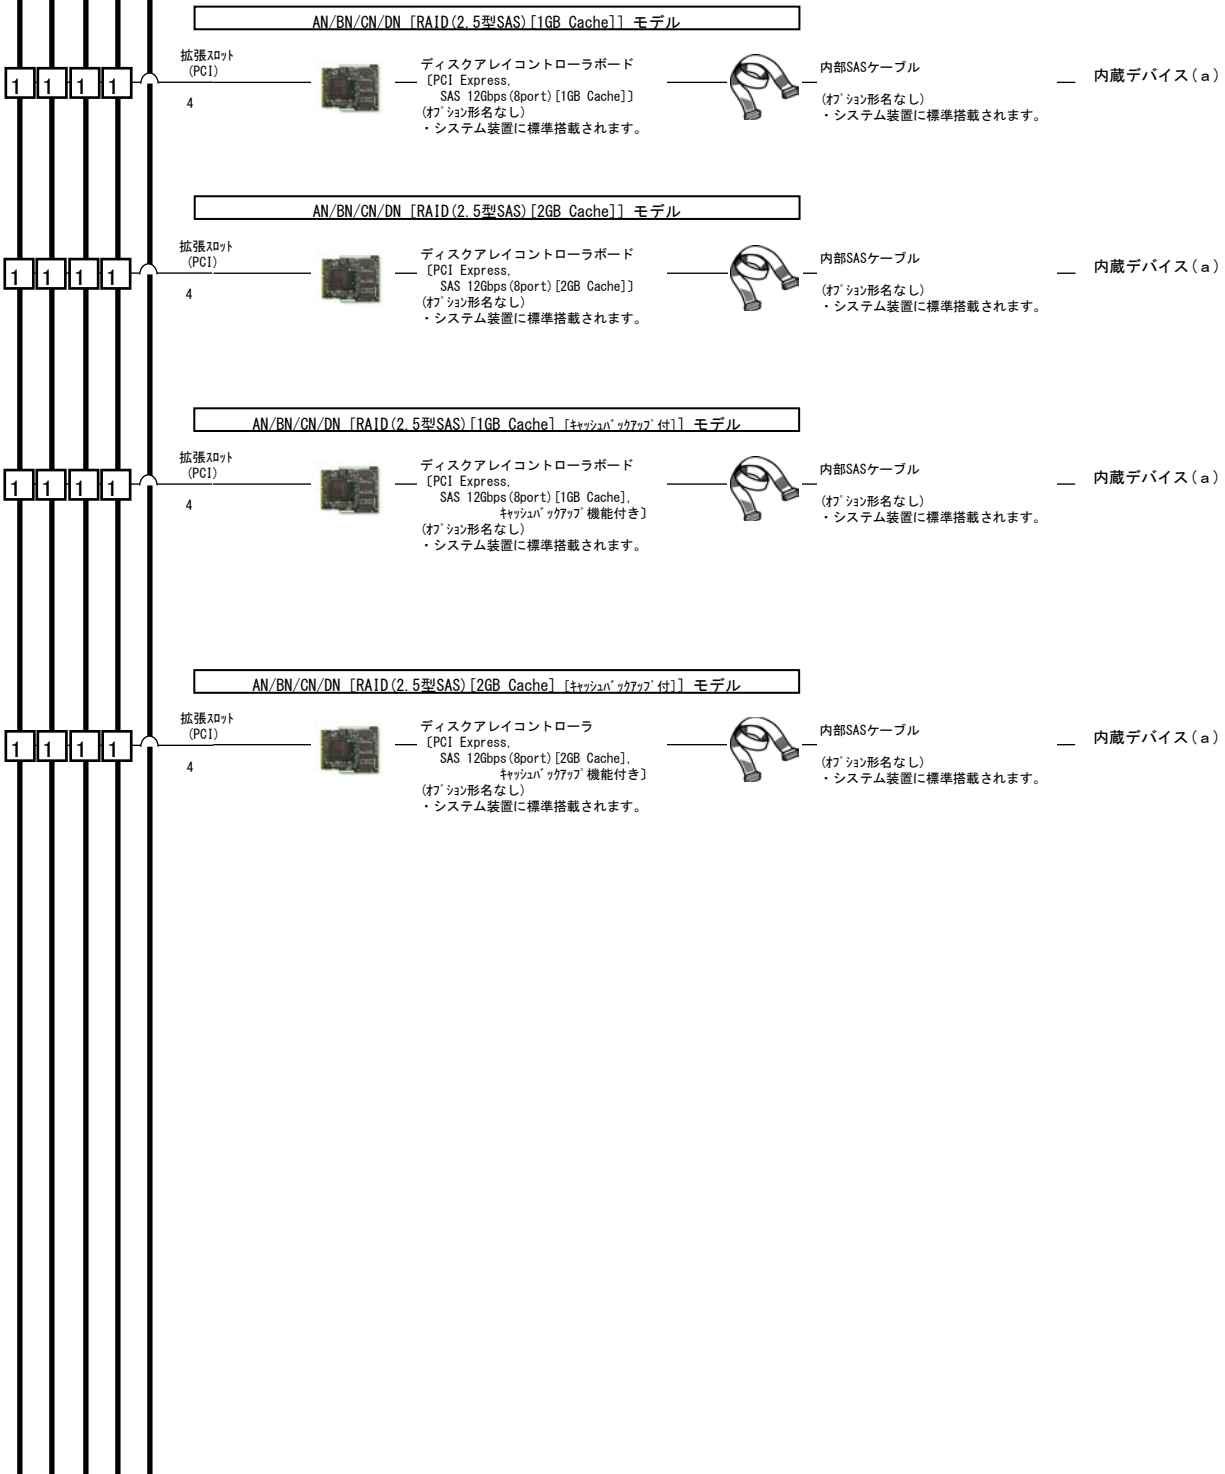 AN/BN/CN/DN [RAID(2.5型SAS)[1GB Cache]] モデル
拡張ｽﾛｯﾄ
(PCI)
1 1 1 1
4
ディスクアレイコントローラボード
〔PCI Express,
SAS 12Gbps(8port)[1GB Cache]〕
(ｵﾌﾟｼｮﾝ形名なし)
・システム装置に標準搭載されます。
内部SASケーブル
(ｵﾌﾟｼｮﾝ形名なし)
・システム装置に標準搭載されます。
内蔵デバイス(a)
AN/BN/CN/DN [RAID(2.5型SAS)[2GB Cache]] モデル
拡張ｽﾛｯﾄ
(PCI)
1 1 1 1
4
ディスクアレイコントローラボード
〔PCI Express,
SAS 12Gbps(8port)[2GB Cache]〕
(ｵﾌﾟｼｮﾝ形名なし)
・システム装置に標準搭載されます。
内部SASケーブル
(ｵﾌﾟｼｮﾝ形名なし)
・システム装置に標準搭載されます。
内蔵デバイス(a)
AN/BN/CN/DN [RAID(2.5型SAS)[1GB Cache] [ｷｬｯｼｭﾊﾞｯｸｱｯﾌﾟ付]] モデル
拡張ｽﾛｯﾄ
(PCI)
1 1 1 1
4
ディスクアレイコントローラボード
〔PCI Express,
SAS 12Gbps(8port)[1GB Cache],
ｷｬｯｼｭﾊﾞｯｸｱｯﾌﾟ機能付き〕
(ｵﾌﾟｼｮﾝ形名なし)
・システム装置に標準搭載されます。
内部SASケーブル
(ｵﾌﾟｼｮﾝ形名なし)
・システム装置に標準搭載されます。
内蔵デバイス(a)
AN/BN/CN/DN [RAID(2.5型SAS)[2GB Cache] [ｷｬｯｼｭﾊﾞｯｸｱｯﾌﾟ付]] モデル
拡張ｽﾛｯﾄ
(PCI)
1 1 1 1
4
ディスクアレイコントローラ
〔PCI Express,
SAS 12Gbps(8port)[2GB Cache],
ｷｬｯｼｭﾊﾞｯｸｱｯﾌﾟ機能付き〕
(ｵﾌﾟｼｮﾝ形名なし)
・システム装置に標準搭載されます。
内部SASケーブル
(ｵﾌﾟｼｮﾝ形名なし)
・システム装置に標準搭載されます。
内蔵デバイス(a)